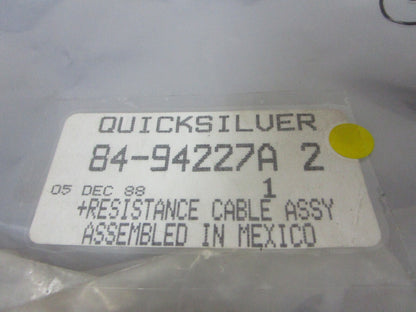 QUICKSILVER
84-94227A 2
05 DEC 88 1
+RESISTANCE CABLE ASSY
ASSEMBLED IN MEXICO